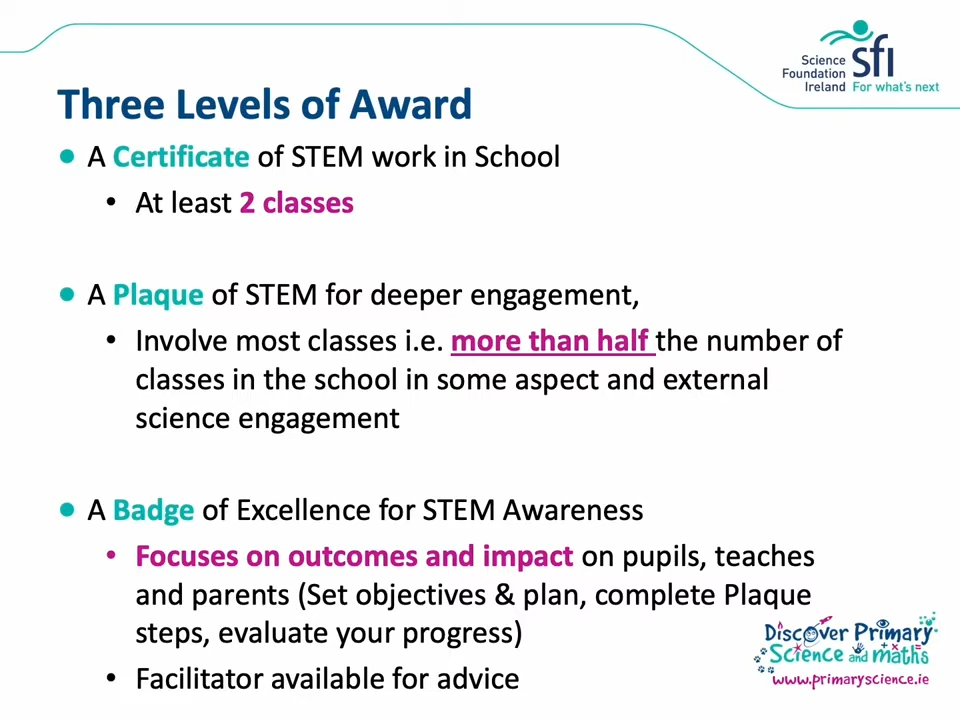 Science
Foundation
Ireland
sfi
For what's next
Three Levels of Award
• A Certificate of STEM work in School
• At least 2 classes
• A Plaque of STEM for deeper engagement,
• Involve most classes i.e. more than half the number of
classes in the school in some aspect and external
science engagement
• A Badge of Excellence for STEM Awareness
• Focuses on outcomes and impact on pupils, teaches
and parents (Set objectives & plan, complete Plaque
steps, evaluate your progress)
• Facilitator available for advice
Discover Primary
Science and maths
www.primaryscience.ie